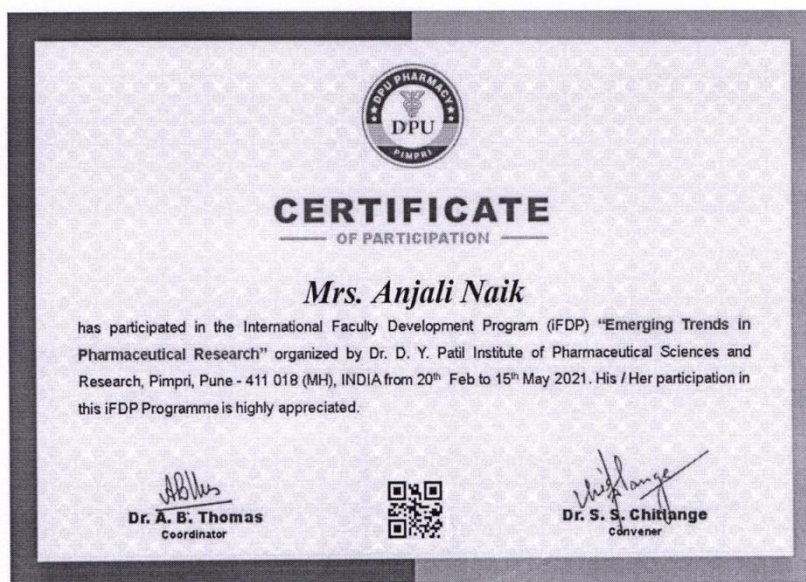 DPU PHARMACY
DPU
PIMPRI
CERTIFICATE
OF PARTICIPATION
Mrs. Anjali Naik
has participated in the International Faculty Development Program (iFDP) “Emerging Trends in
Pharmaceutical Research” organized by Dr. D. Y. Patil Institute of Pharmaceutical Sciences and
Research, Pimpri, Pune - 411 018 (MH), INDIA from 20th Feb to 15th May 2021. His / Her participation in
this iFDP Programme is highly appreciated.
Dr. A. B. Thomas
Coordinator
Dr. S. S. Chitlange
Convener